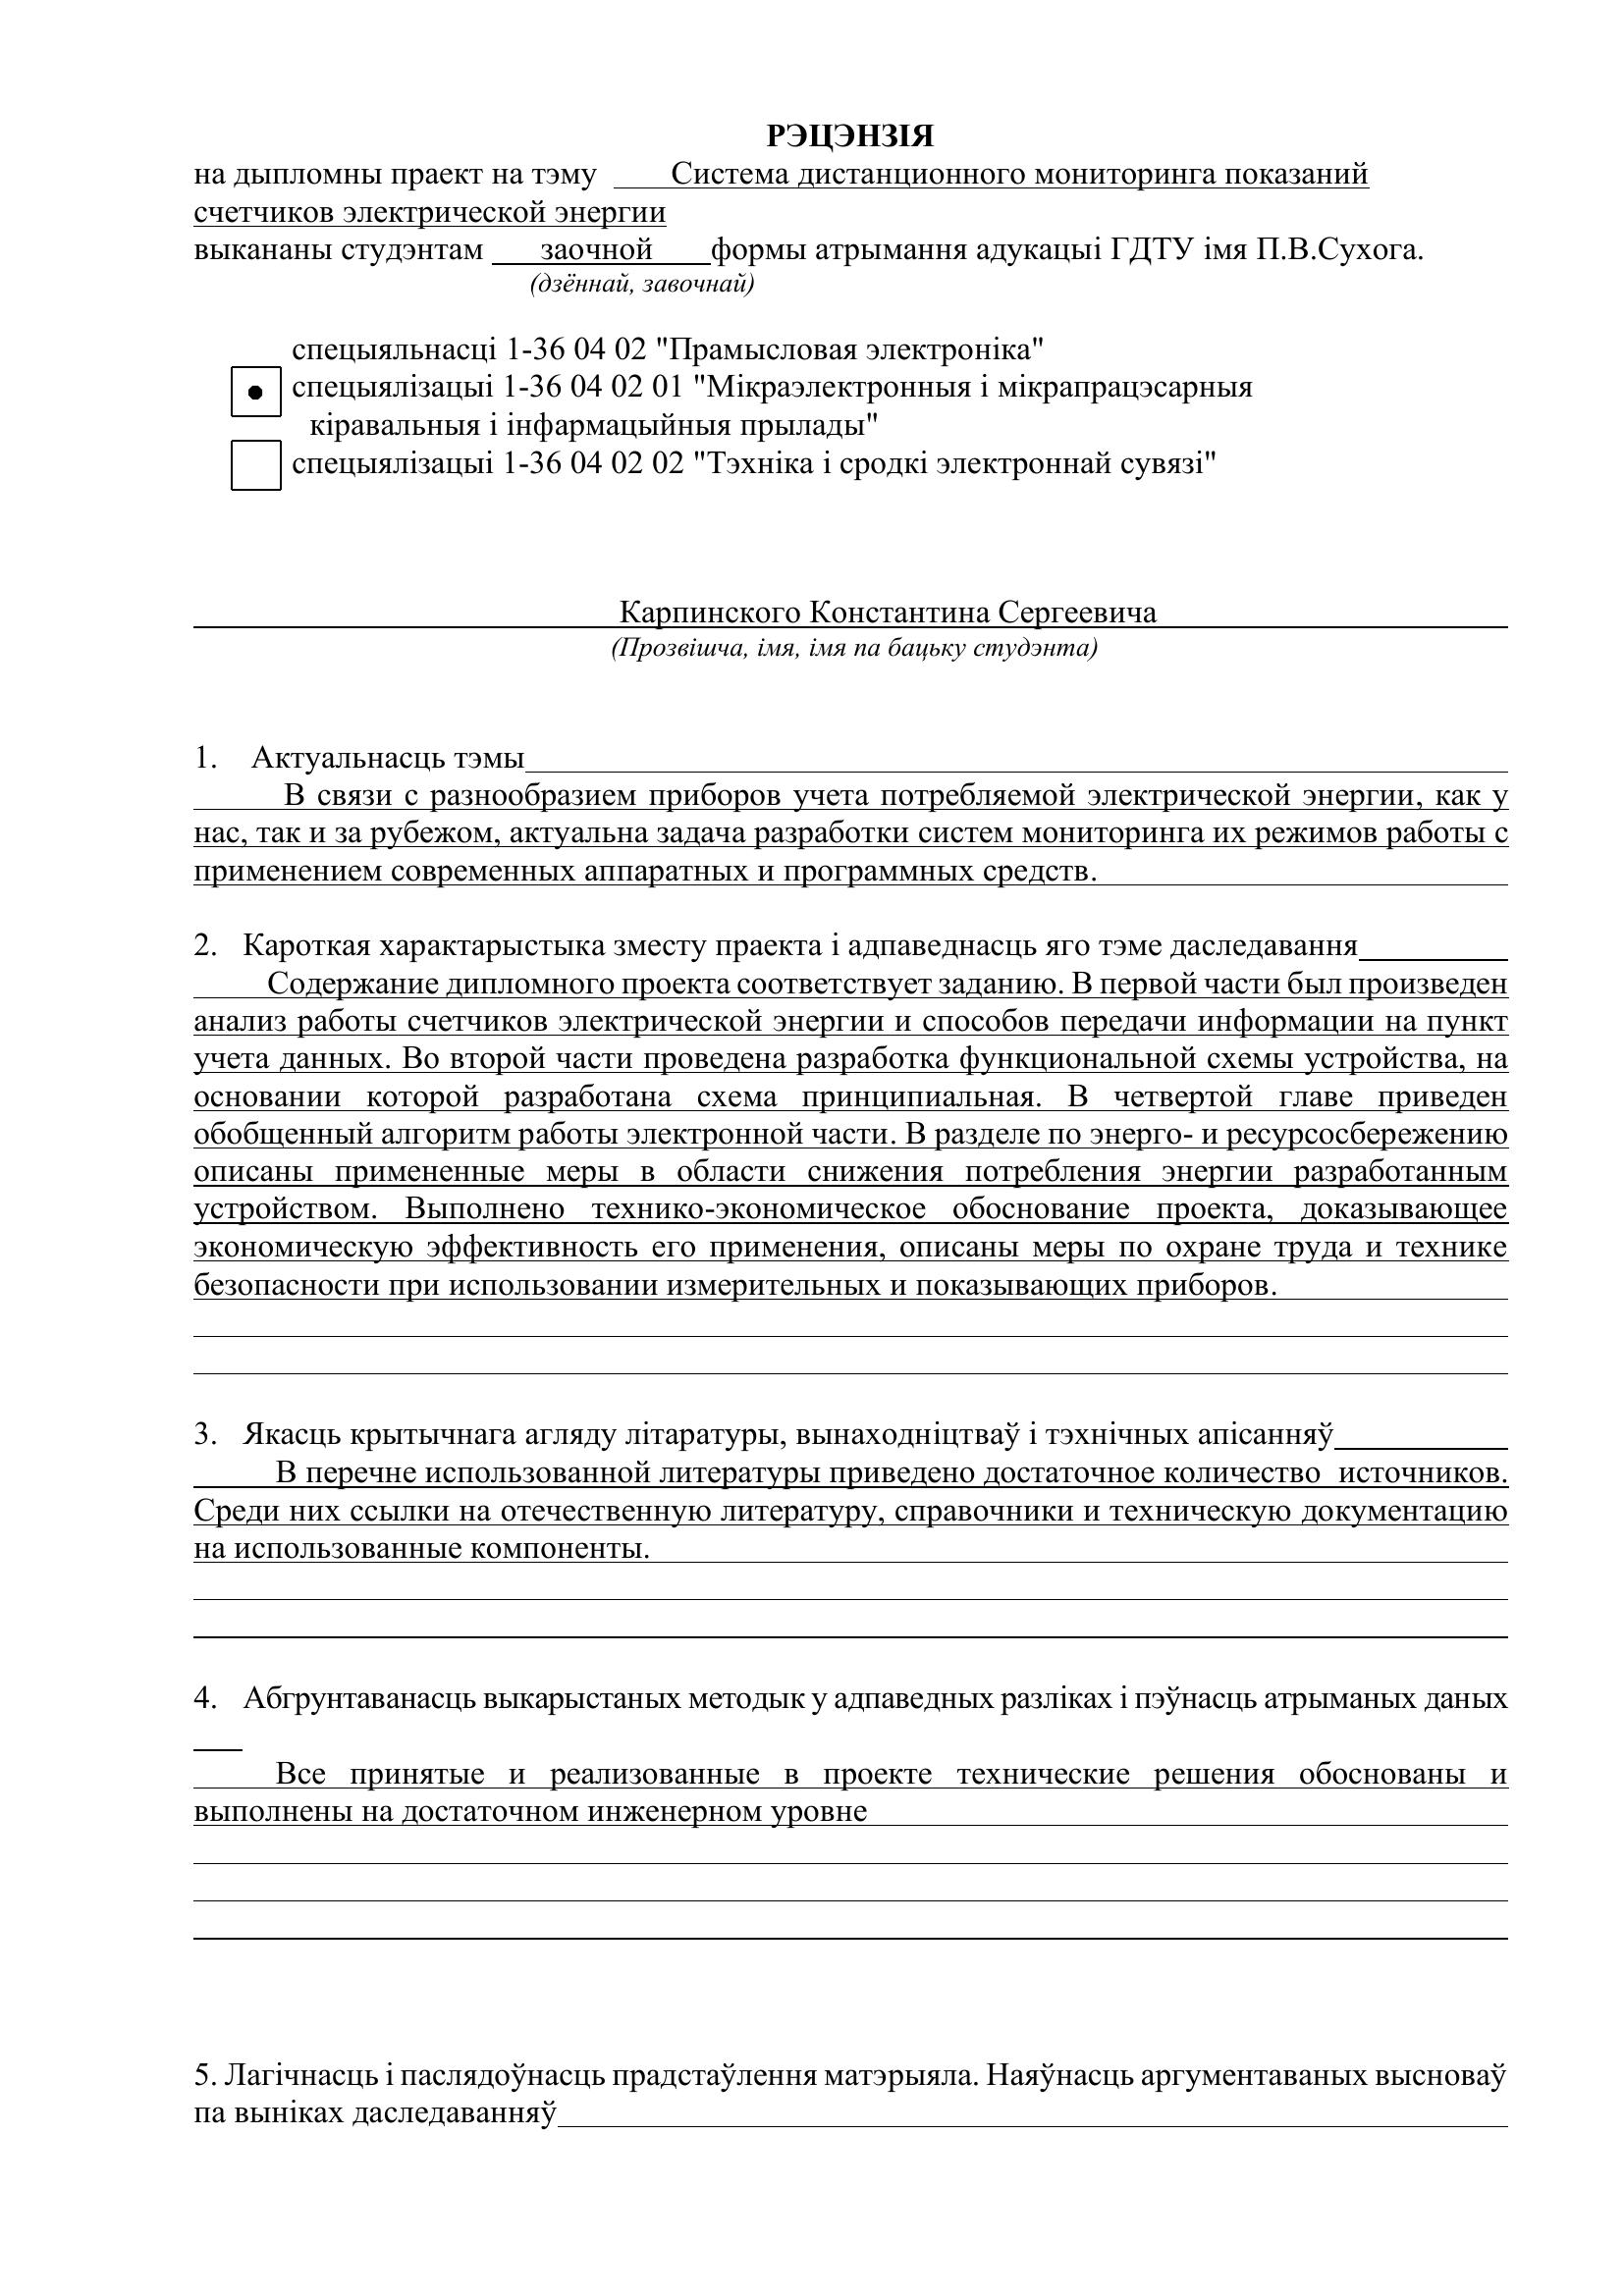 РЭЦЭНЗІЯ
на дыпломны праект на тэму Система дистанционного мониторинга показаний
счетчиков электрической энергии
выкананы студэнтам заочной формы атрымання адукацыі ГДТУ імя П.В.Сухога.
(дзённай, завочнай)
спецыяльнасці 1-36 04 02 "Прамысловая электроніка"
спецыялізацыі 1-36 04 02 01 "Мікраэлектронныя і мікрапрацэсарныя
кіравальныя і інфармацыйныя прылады"
спецыялізацыі 1-36 04 02 02 "Тэхніка і сродкі электроннай сувязі"
Карпинского Константина Сергеевича
(Прозвішча, імя, імя па бацьку студэнта)
1. Актуальнасць тэмы
В связи с разнообразием приборов учета потребляемой электрической энергии, как у
нас, так и за рубежом, актуальна задача разработки систем мониторинга их режимов работы с
применением современных аппаратных и программных средств.
2. Кароткая характарыстыка зместу праекта і адпаведнасць яго тэме даследавання
Содержание дипломного проекта соответствует заданию. В первой части был произведен
анализ работы счетчиков электрической энергии и способов передачи информации на пункт
учета данных. Во второй части проведена разработка функциональной схемы устройства, на
основании которой разработана схема принципиальная. В четвертой главе приведен
обобщенный алгоритм работы электронной части. В разделе по энерго- и ресурсосбережению
описаны примененные меры в области снижения потребления энергии разработанным
устройством. Выполнено технико-экономическое обоснование проекта, доказывающее
экономическую эффективность его применения, описаны меры по охране труда и технике
безопасности при использовании измерительных и показывающих приборов.
3. Якасць крытычнага агляду літаратуры, вынаходніцтваў і тэхнічных апісанняў
В перечне использованной литературы приведено достаточное количество источников.
Среди них ссылки на отечественную литературу, справочники и техническую документацию
на использованные компоненты.
4. Абгрунтаванасць выкарыстаных методык у адпаведных разліках і пэўнасць атрыманых даных
Все принятые и реализованные в проекте технические решения обоснованы и
выполнены на достаточном инженерном уровне
5. Лагічнасць і паслядоўнасць прадстаўлення матэрыяла. Наяўнасць аргументаваных высноваў
па выніках даследаванняў